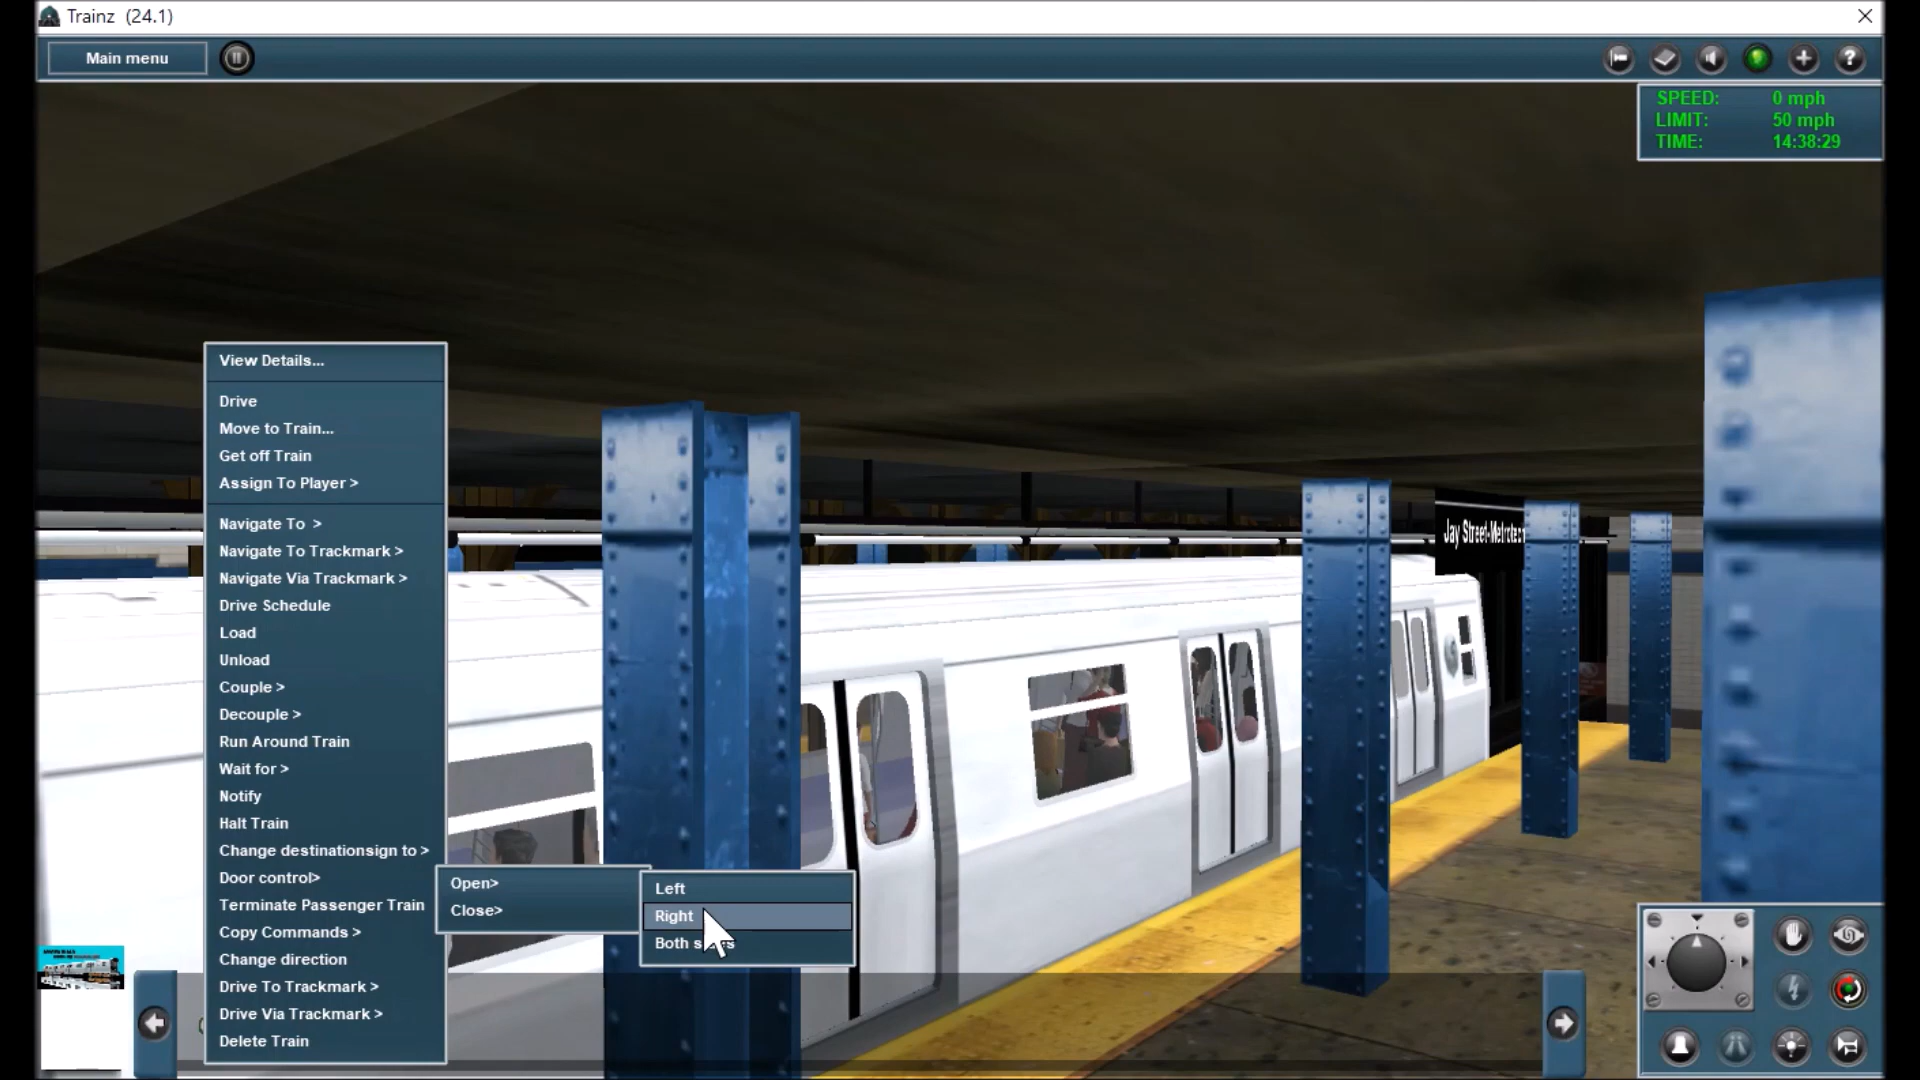 Trainz (24.1)
Main menu
SPEED: 0 mph
LIMIT: 50 mph
TIME: 14:38:29
View Details...
Drive
Move to Train...
Get off Train
Assign To Player >
Navigate To >
Navigate To Trackmark >
Navigate Via Trackmark >
Drive Schedule
Load
Unload
Couple >
Decouple >
Run Around Train
Wait for >
Notify
Halt Train
Change destinationsign to >
Door control>
Terminate Passenger Train
Copy Commands >
Change direction
Drive To Trackmark >
Drive Via Trackmark >
Delete Train
Open>
Close>
Left
Right
Both
Jay Street-Metrotech